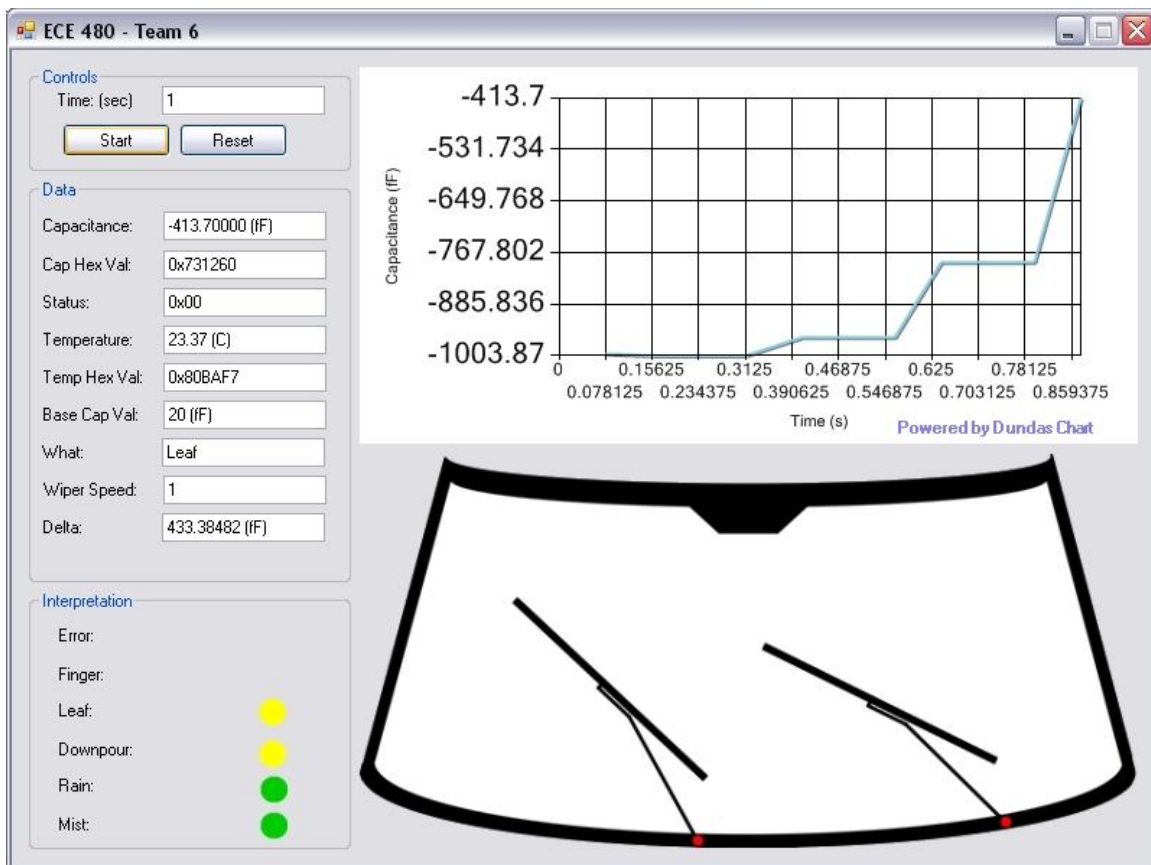 ECE 480 - Team 6
Controls
Time: (sec) 1
Start Reset
Data
Capacitance: -413.70000 (fF)
Cap Hex Val: 0x731260
Status: 0x00
Temperature: 23.37 (C)
Temp Hex Val: 0x80BAF7
Base Cap Val: 20 (fF)
What: Leaf
Wiper Speed: 1
Delta: 433.38482 (fF)
Interpretation
Error:
Finger:
Leaf:
Downpour:
Rain:
Mist:
Capacitance (fF)
-413.7
-531.734
-649.768
-767.802
-885.836
-1003.87
0 0.15625 0.3125 0.46875 0.625 0.78125
0.078125 0.234375 0.390625 0.546875 0.703125 0.859375
Time (s)
Powered by Dundas Chart